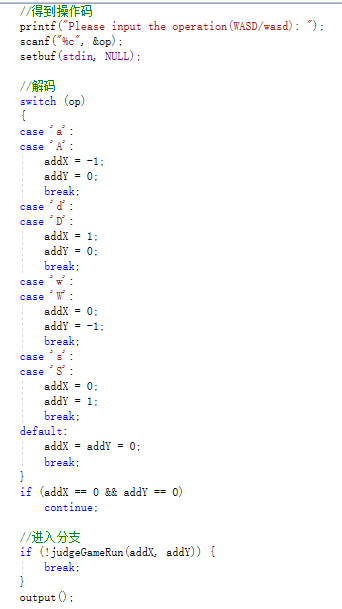 //得到操作码
printf("Please input the operation(WASD/wasd): ");
scanf("%c", &op);
setbuf(stdin, NULL);
//解码
switch (op)
{
case 'a':
case 'A':
addX = -1;
addY = 0;
break;
case 'd':
case 'D':
addX = 1;
addY = 0;
break;
case 'w':
case 'W':
addX = 0;
addY = -1;
break;
case 's':
case 'S':
addX = 0;
addY = 1;
break;
default:
addX = addY = 0;
break;
}
if (addX == 0 && addY == 0)
continue;
//进入分支
if (!judgeGameRun(addX, addY)) {
break;
}
output();